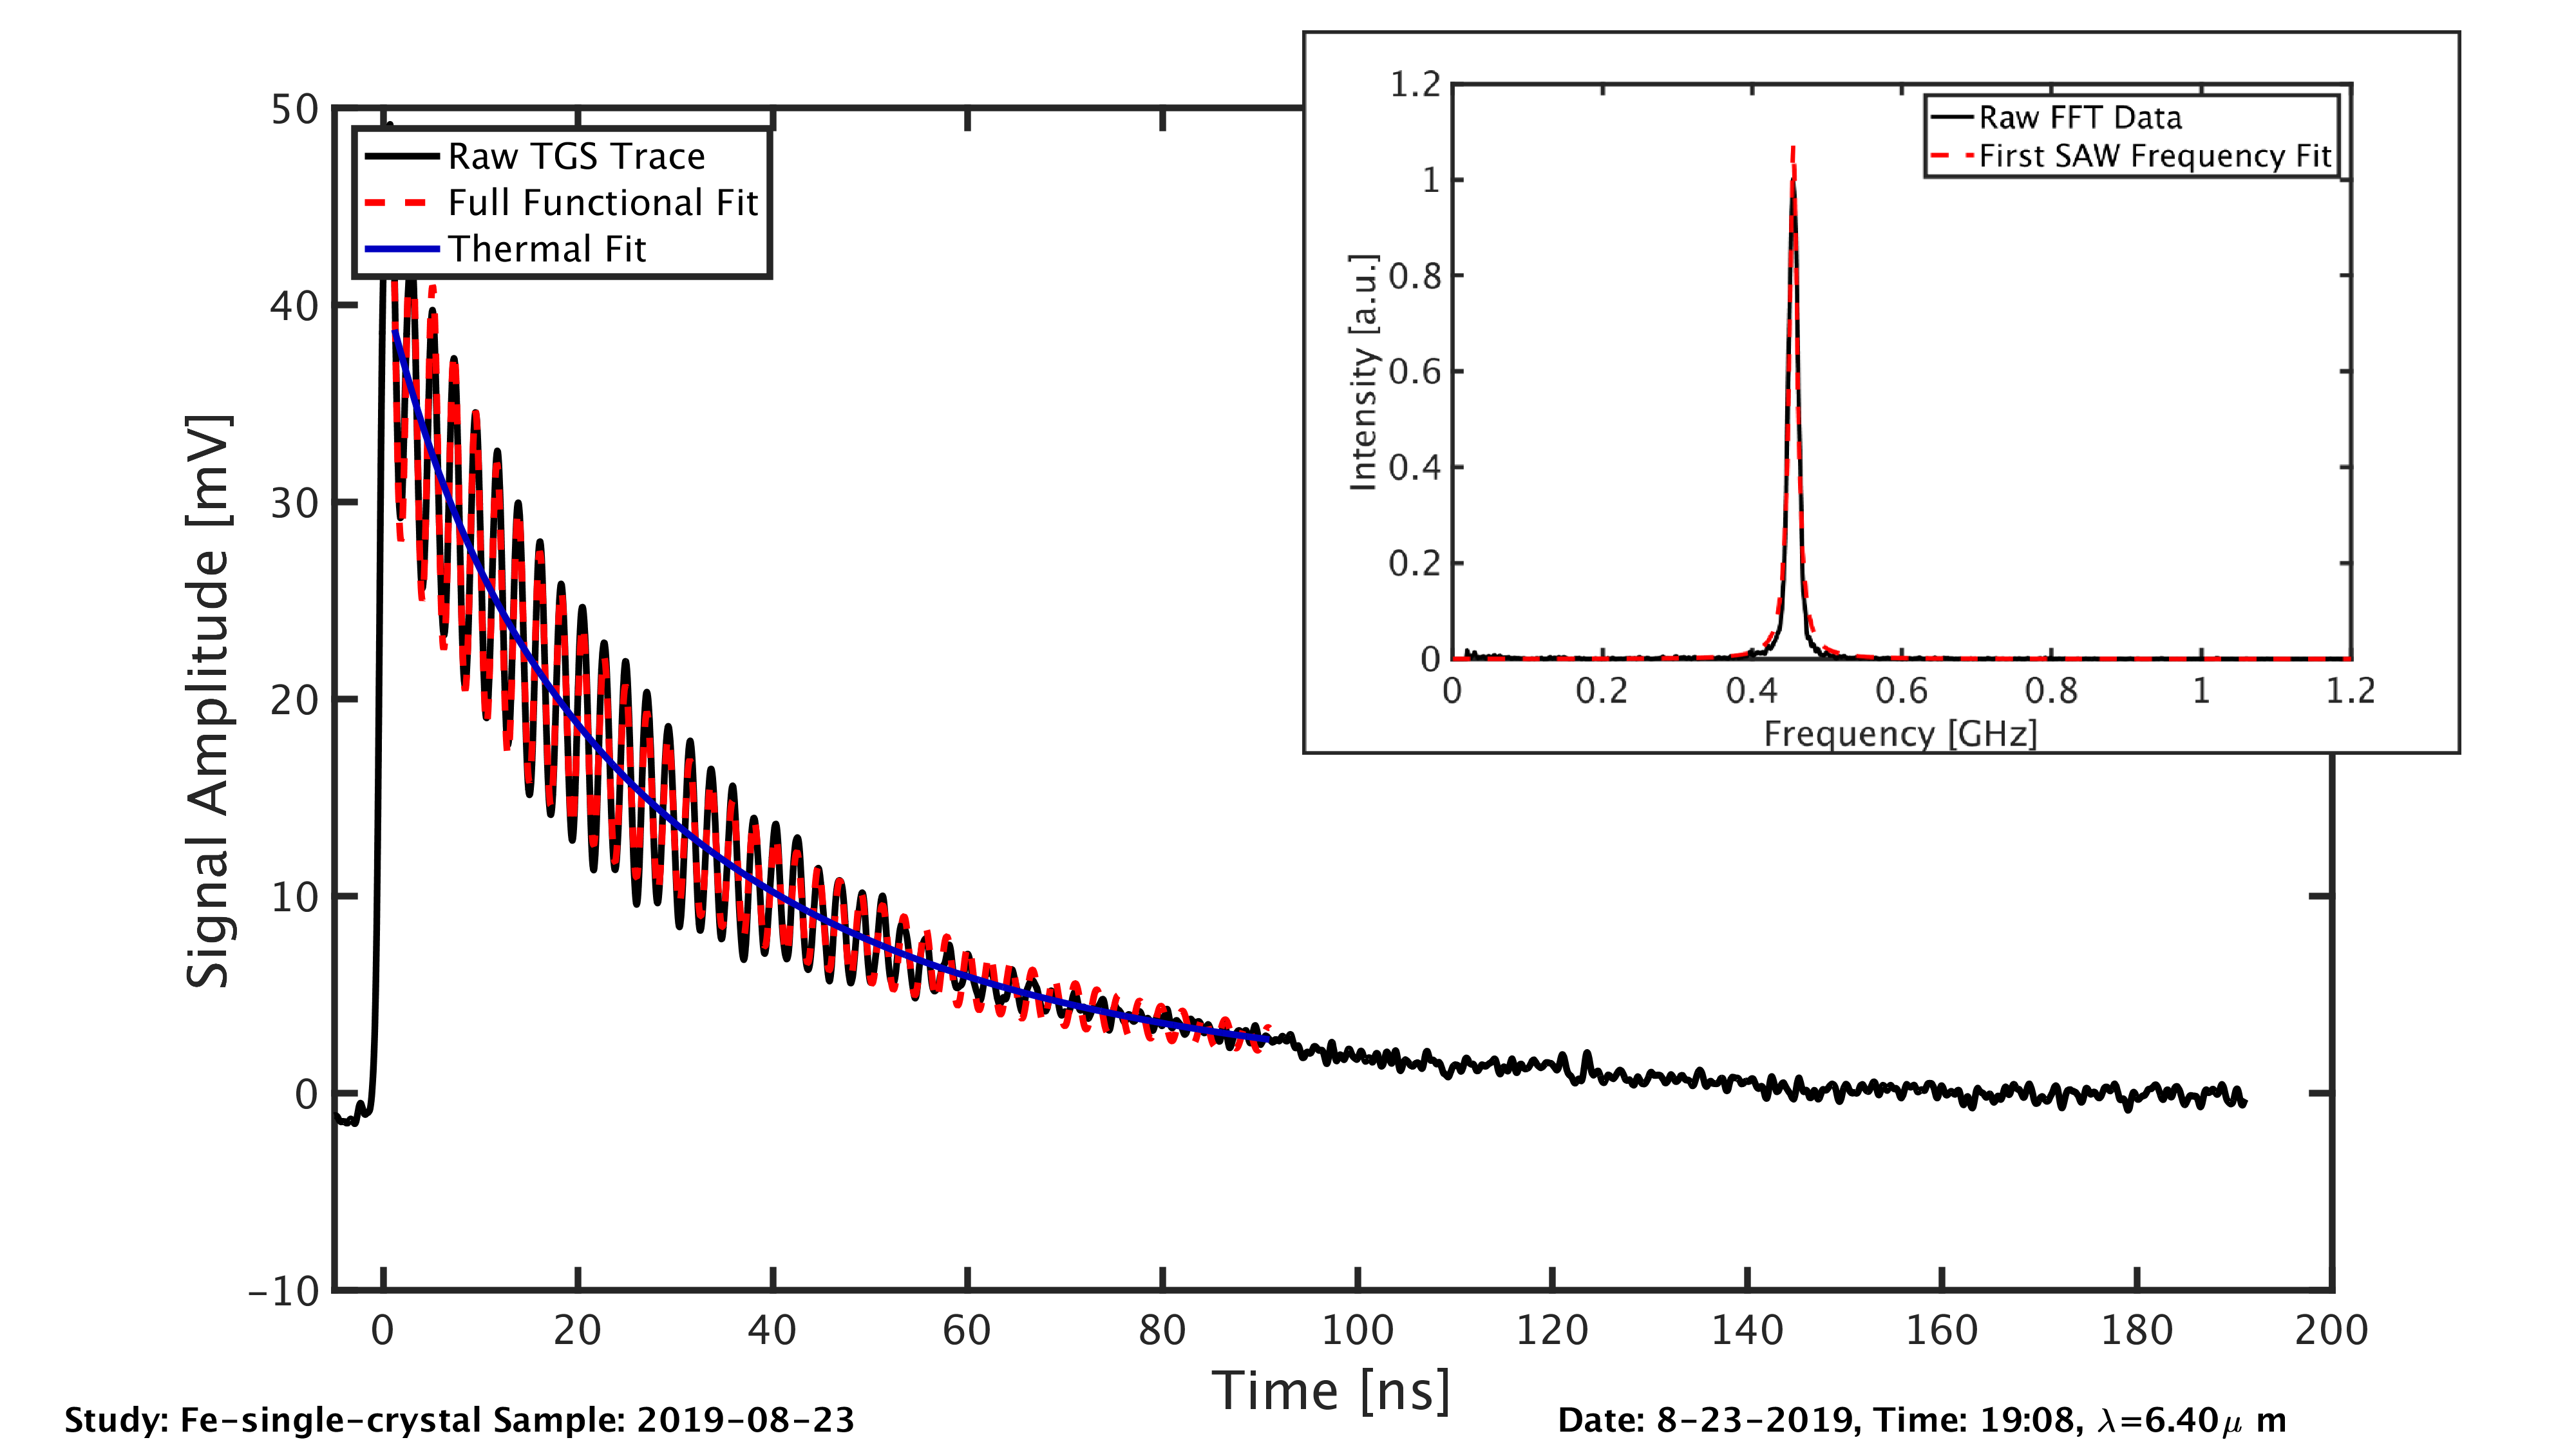 50
40
30
20
10
0
-10
Signal Amplitude [mV]
Raw TGS Trace
Full Functional Fit
Thermal Fit
0 20 40 60 80 100 120 140 160 180 200
Time [ns]
1.2
1
0.8
0.6
0.4
0.2
0
Intensity [a.u.]
Raw FFT Data
First SAW Frequency Fit
0 0.2 0.4 0.6 0.8 1 1.2
Frequency [GHz]
Study: Fe-single-crystal Sample: 2019-08-23
Date: 8-23-2019, Time: 19:08, λ=6.40μ m